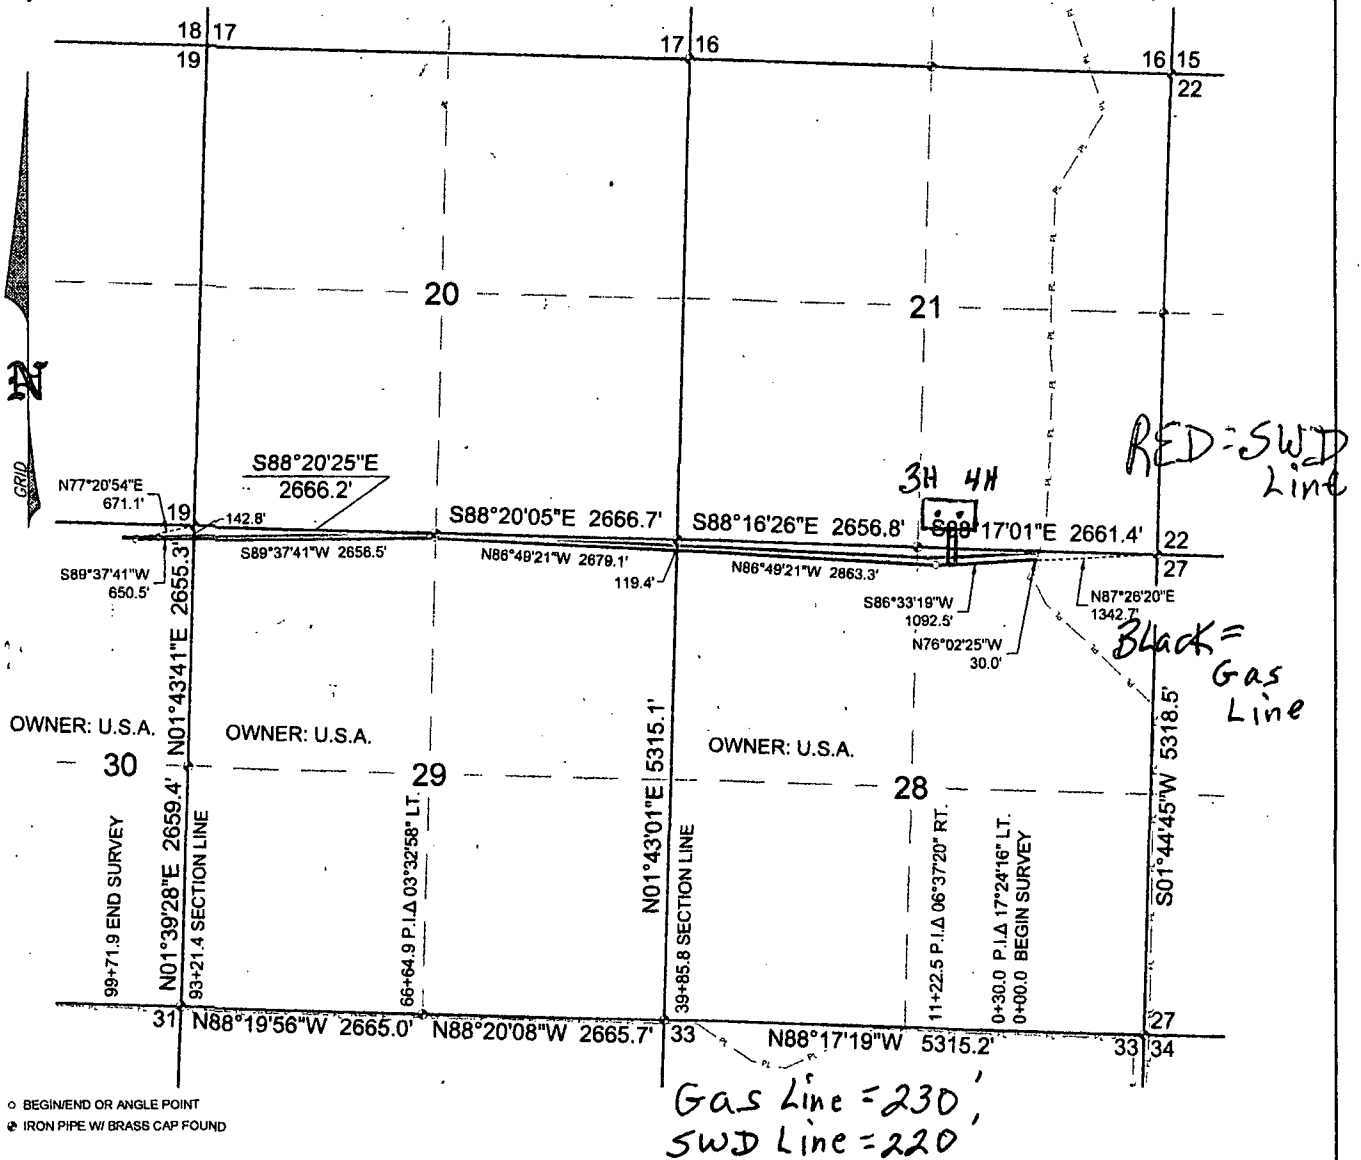 18 17
19
17 16
16 15
22
20
21
N
GRID
RED = SWD
Line
3H 4H
S88°20'25"E
2666.2'
N77°20'54"E
671.1'
19
142.8'
S88°20'05"E 2666.7'
S88°16'26"E 2656.8'
S88°17'01"E 2661.4'
22
27
S89°37'41"W 2656.5'
N86°49'21"W 2679.1'
119.4'
N86°49'21"W 2863.3'
S89°37'41"W
650.5'
S86°33'19"W
1092.5'
N87°26'20"E
1342.7'
N76°02'25"W
30.0'
BLack =
Gas
Line
N01°43'41"E 2655.3'
OWNER: U.S.A.
OWNER: U.S.A.
OWNER: U.S.A.
30
29
28
N01°43'01"E 5315.1'
S01°44'45"W 5318.5'
N01°39'28"E 2659.4'
99+71.9 END SURVEY
93+21.4 SECTION LINE
66+64.9 P.I.Δ 03°32'58" LT.
39+85.8 SECTION LINE
11+22.5 P.I.Δ 06°37'20" RT.
0+30.0 P.I.Δ 17°24'16" LT.
0+00.0 BEGIN SURVEY
31
N88°19'56"W 2665.0'
N88°20'08"W 2665.7'
33
N88°17'19"W 5315.2'
27
33 34
BEGIN/END OR ANGLE POINT
IRON PIPE W/ BRASS CAP FOUND
Gas Line = 230'
SWD Line = 220'